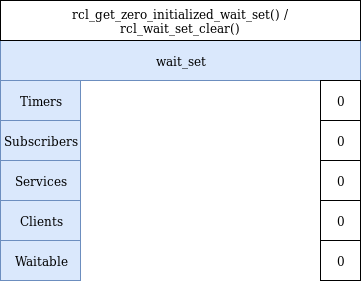 rcl_get_zero_initialized_wait_set() /
rcl_wait_set_clear()
wait_set
Timers 0
Subscribers 0
Services 0
Clients 0
Waitable 0